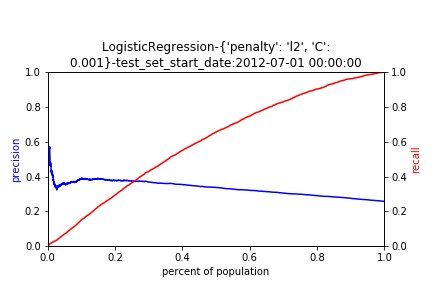 LogisticRegression-{'penalty': 'l2', 'C':
0.001}-test_set_start_date:2012-07-01 00:00:00
1.0
1.0
0.8
0.8
0.6
0.6
precision
recall
0.4
0.4
0.2
0.2
0.0
0.0
0.0 0.2 0.4 0.6 0.8 1.0
percent of population